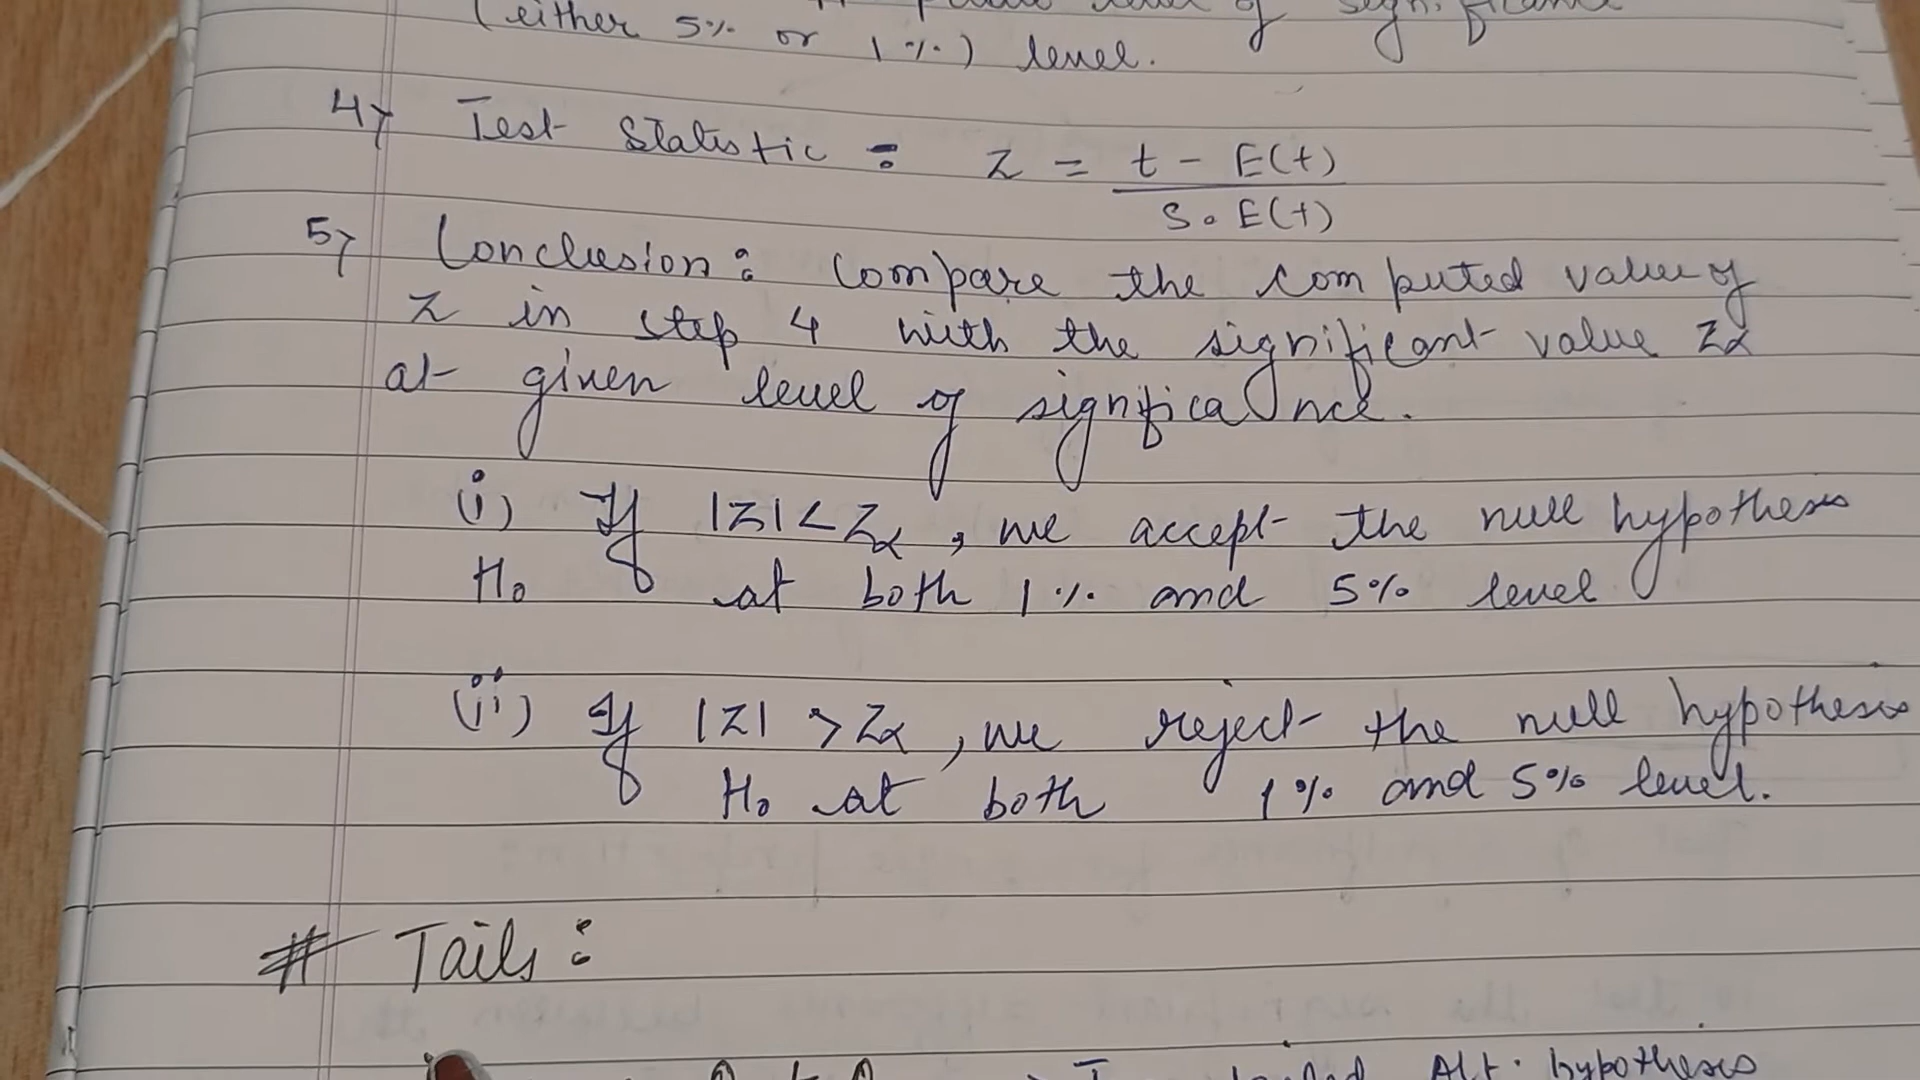 (either 5% or 1%) level.
4) Test Statistic : Z = t - E(t) / S.E(t)
5) Conclusion: Compare the computed value of
Z in step 4 with the significant value Zα
at given level of significance.
(i) If |Z| < Zα, we accept the null hypothesis
H₀ at both 1% and 5% level
(ii) If |Z| > Zα, we reject the null hypothesis
H₀ at both 1% and 5% level.
# Tails:
Alt. hypothesis